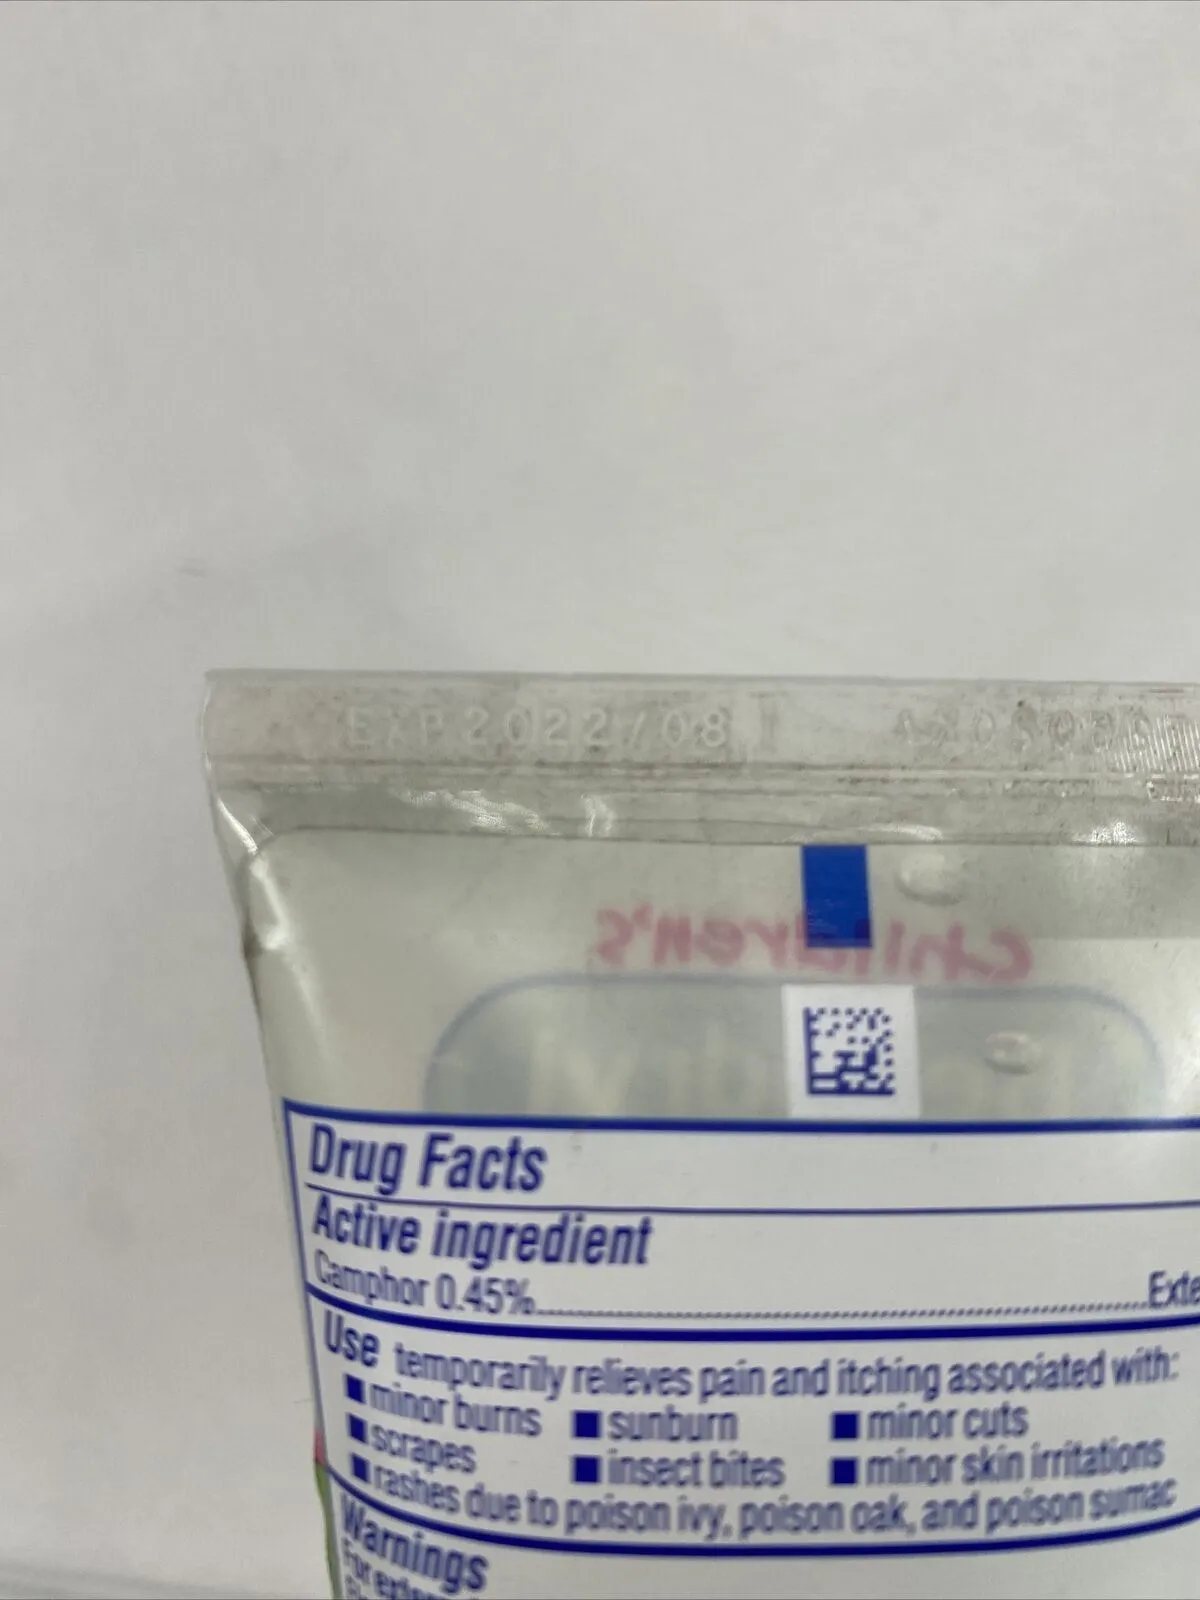 EXP 2022/08
Children's
Drug Facts
Active ingredient
Camphor 0.45%
Use temporarily relieves pain and itching associated with:
■ minor burns ■ sunburn ■ minor cuts
■ scrapes ■ insect bites ■ minor skin irritations
■ rashes due to poison ivy, poison oak, and poison sumac
Warnings